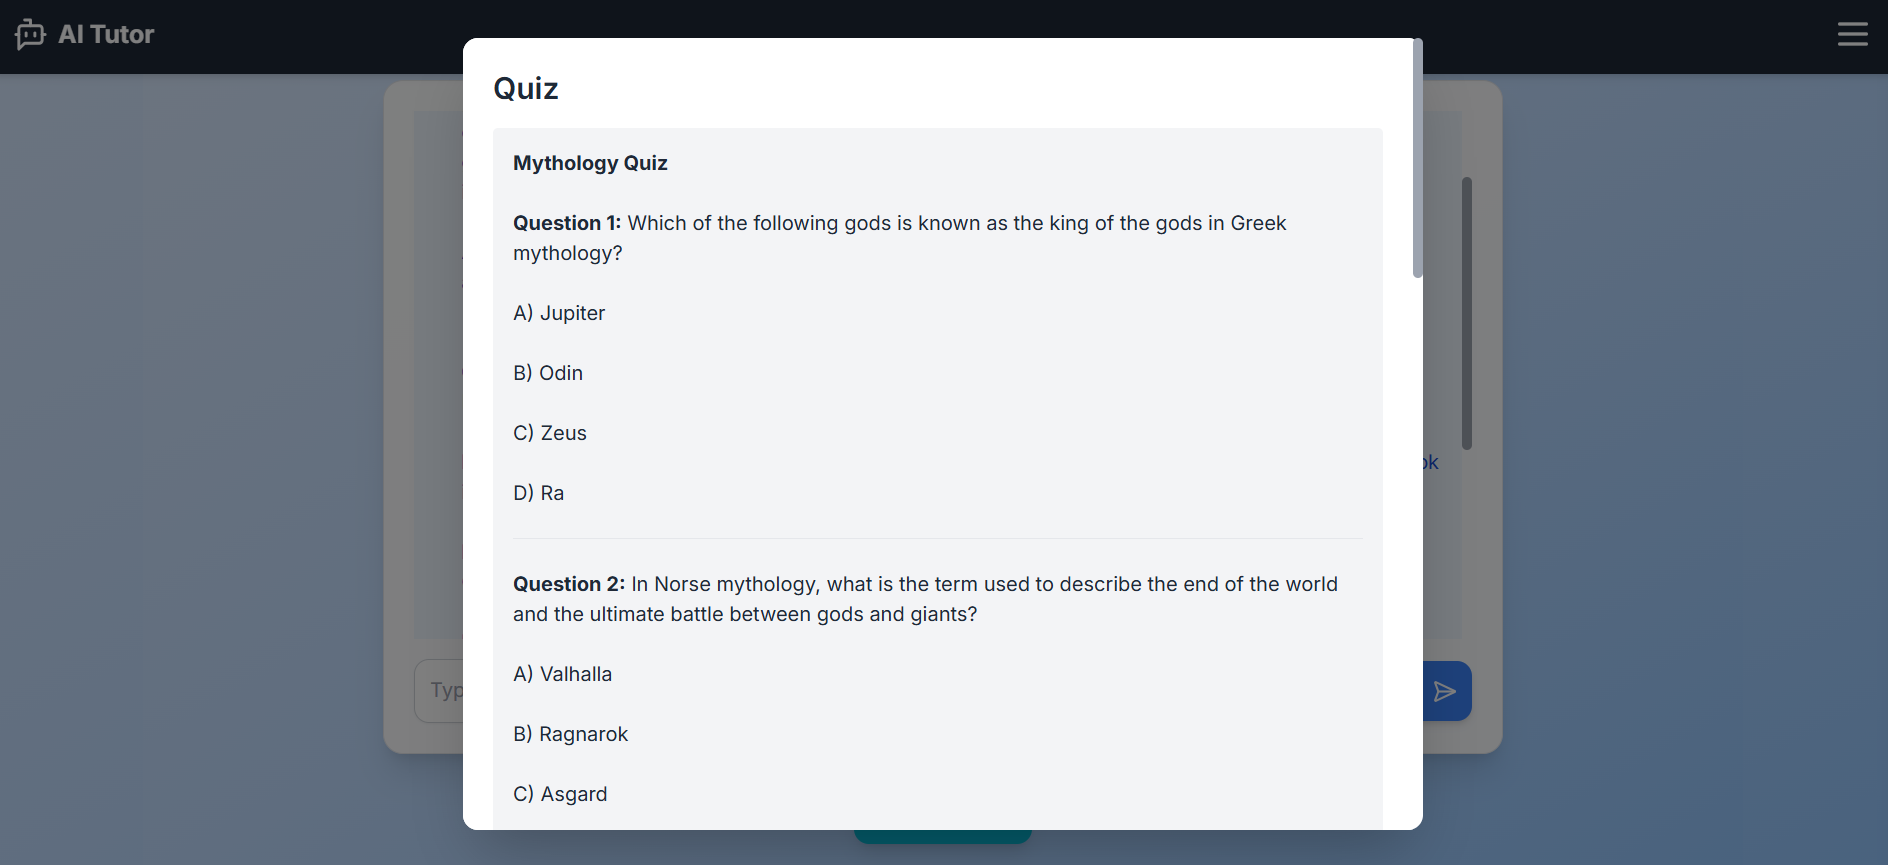 AI Tutor
Quiz
Mythology Quiz
Question 1: Which of the following gods is known as the king of the gods in Greek
mythology?
A) Jupiter
B) Odin
C) Zeus
D) Ra
Question 2: In Norse mythology, what is the term used to describe the end of the world
and the ultimate battle between gods and giants?
A) Valhalla
B) Ragnarok
C) Asgard